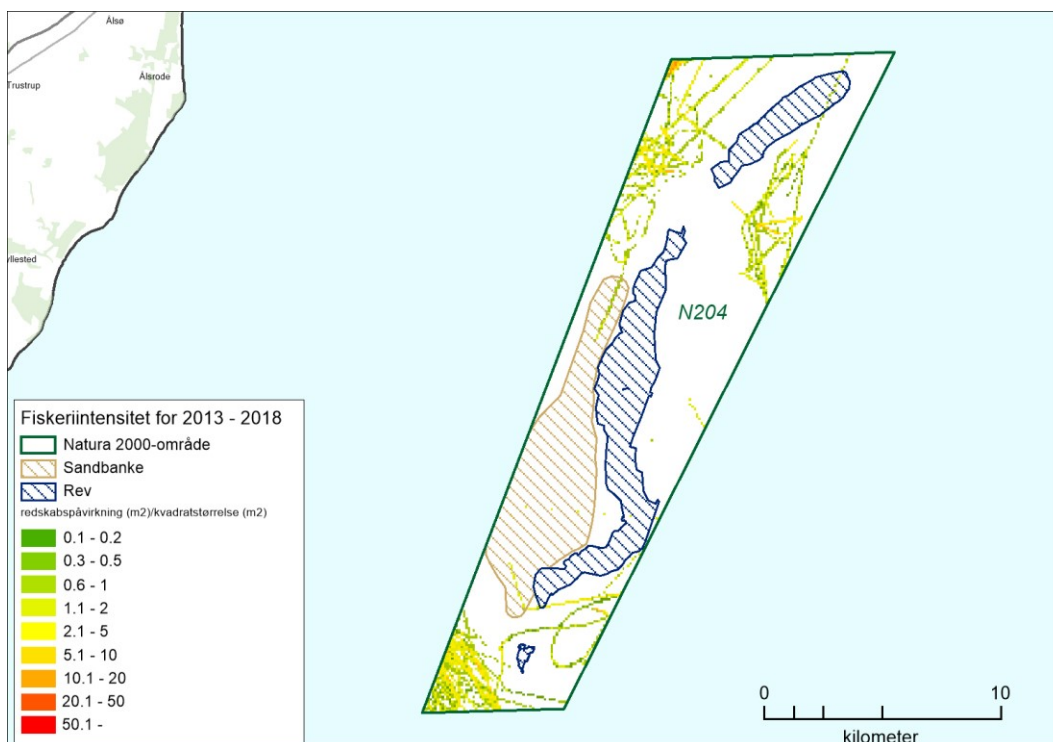 Ålsø
Ålsrode
Trustrup
yllested
N204
Fiskeriintensitet for 2013 - 2018
Natura 2000-område
Sandbanke
Rev
redskabspåvirkning (m2)/kvadratstørrelse (m2)
0.1 - 0.2
0.3 - 0.5
0.6 - 1
1.1 - 2
2.1 - 5
5.1 - 10
10.1 - 20
20.1 - 50
50.1 -
0 10
kilometer